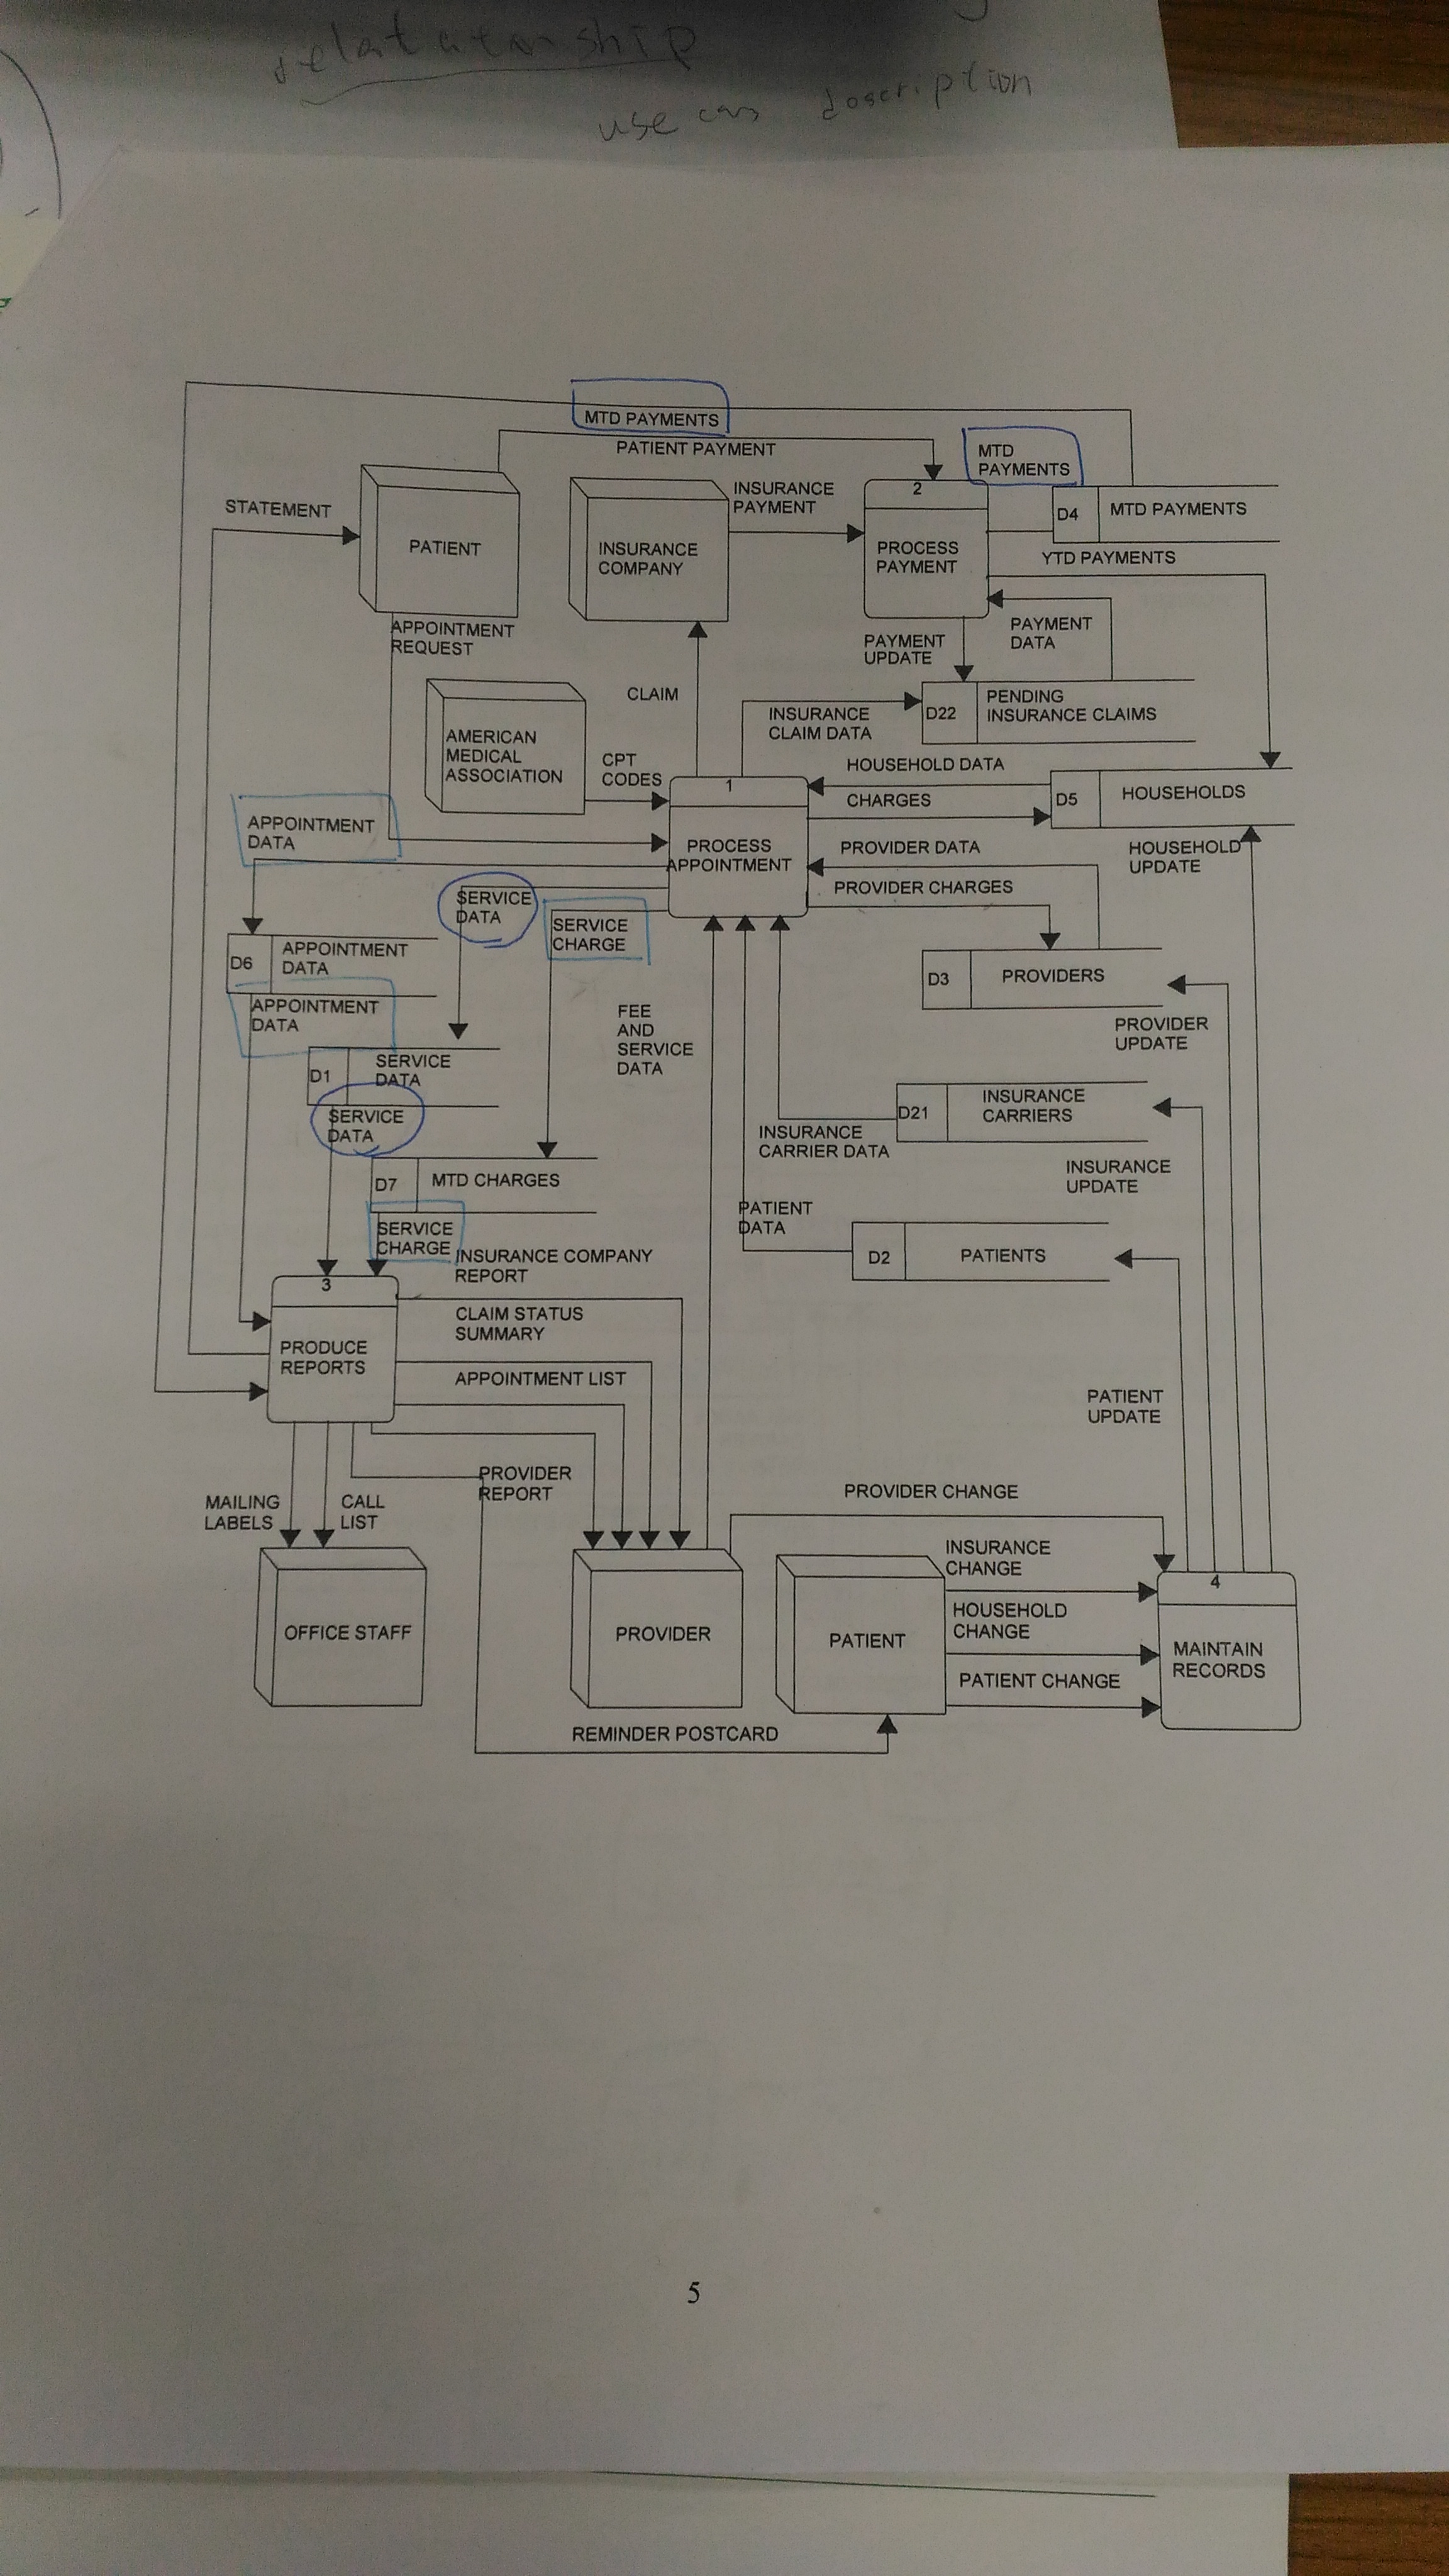 relationship
use case description
MTD PAYMENTS
PATIENT PAYMENT
MTD
PAYMENTS
STATEMENT
PATIENT
INSURANCE
COMPANY
INSURANCE
PAYMENT
2
PROCESS
PAYMENT
D4
MTD PAYMENTS
YTD PAYMENTS
APPOINTMENT
REQUEST
PAYMENT
UPDATE
PAYMENT
DATA
CLAIM
AMERICAN
MEDICAL
ASSOCIATION
INSURANCE
CLAIM DATA
D22
PENDING
INSURANCE CLAIMS
CPT
CODES
1
PROCESS
APPOINTMENT
HOUSEHOLD DATA
CHARGES
D5
HOUSEHOLDS
APPOINTMENT
DATA
PROVIDER DATA
HOUSEHOLD
UPDATE
PROVIDER CHARGES
SERVICE
DATA
SERVICE
CHARGE
D6
APPOINTMENT
DATA
D3
PROVIDERS
APPOINTMENT
DATA
FEE
AND
SERVICE
DATA
PROVIDER
UPDATE
D1
SERVICE
DATA
D21
INSURANCE
CARRIERS
SERVICE
DATA
INSURANCE
CARRIER DATA
INSURANCE
UPDATE
D7
MTD CHARGES
PATIENT
DATA
SERVICE
CHARGE
D2
PATIENTS
INSURANCE COMPANY
REPORT
3
PRODUCE
REPORTS
CLAIM STATUS
SUMMARY
APPOINTMENT LIST
PATIENT
UPDATE
PROVIDER
REPORT
MAILING
LABELS
CALL
LIST
PROVIDER CHANGE
OFFICE STAFF
PROVIDER
PATIENT
INSURANCE
CHANGE
HOUSEHOLD
CHANGE
PATIENT CHANGE
4
MAINTAIN
RECORDS
REMINDER POSTCARD
5